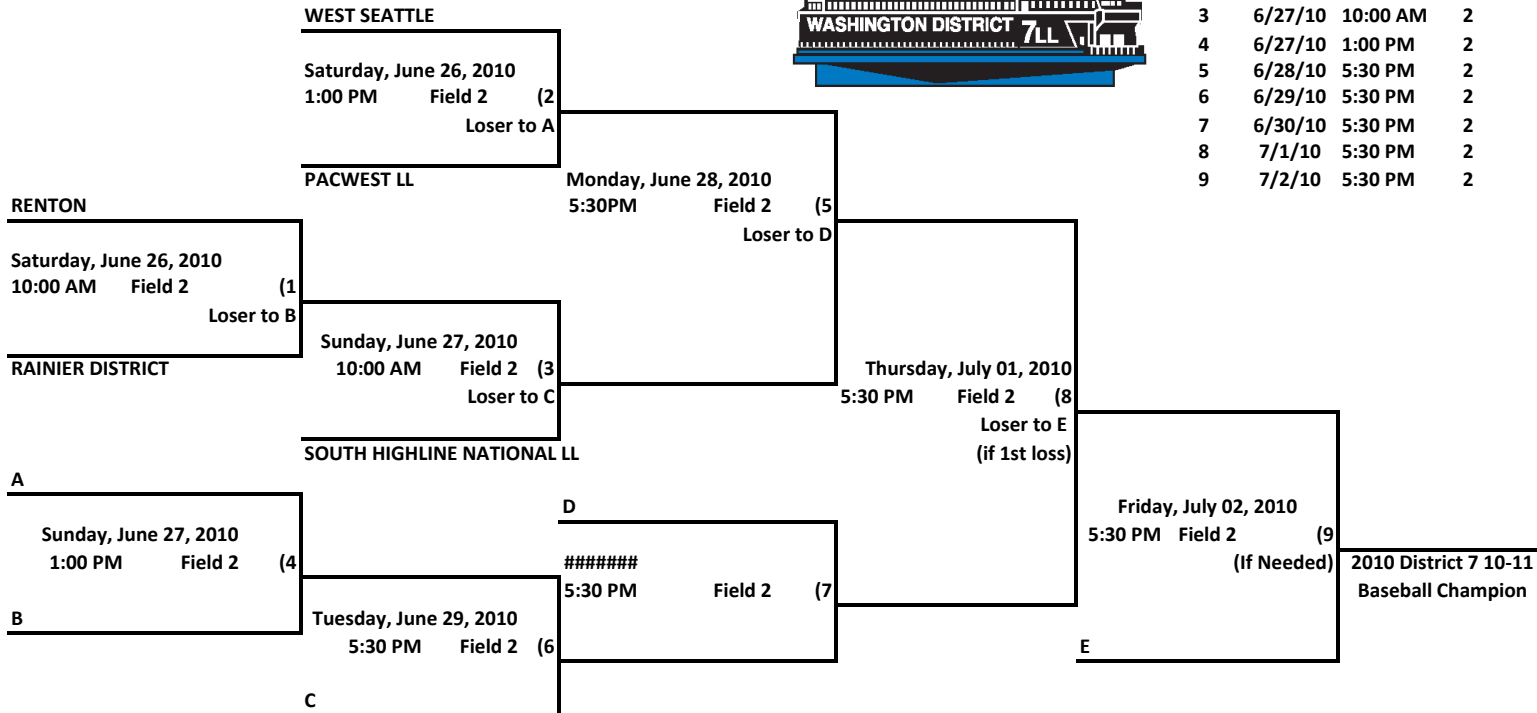 WEST SEATTLE
WASHINGTON DISTRICT 7LL
3 6/27/10 10:00 AM 2
4 6/27/10 1:00 PM 2
5 6/28/10 5:30 PM 2
6 6/29/10 5:30 PM 2
7 6/30/10 5:30 PM 2
8 7/1/10 5:30 PM 2
9 7/2/10 5:30 PM 2
Saturday, June 26, 2010
1:00 PM Field 2 (2
Loser to A
PACWEST LL
Monday, June 28, 2010
5:30PM Field 2 (5
Loser to D
RENTON
Saturday, June 26, 2010
10:00 AM Field 2 (1
Loser to B
RAINIER DISTRICT
Sunday, June 27, 2010
10:00 AM Field 2 (3
Loser to C
SOUTH HIGHLINE NATIONAL LL
Thursday, July 01, 2010
5:30 PM Field 2 (8
Loser to E
(if 1st loss)
A
Sunday, June 27, 2010
1:00 PM Field 2 (4
B
D
#######
5:30 PM Field 2 (7
Tuesday, June 29, 2010
5:30 PM Field 2 (6
C
Friday, July 02, 2010
5:30 PM Field 2 (9
(If Needed)
E
2010 District 7 10-11
Baseball Champion